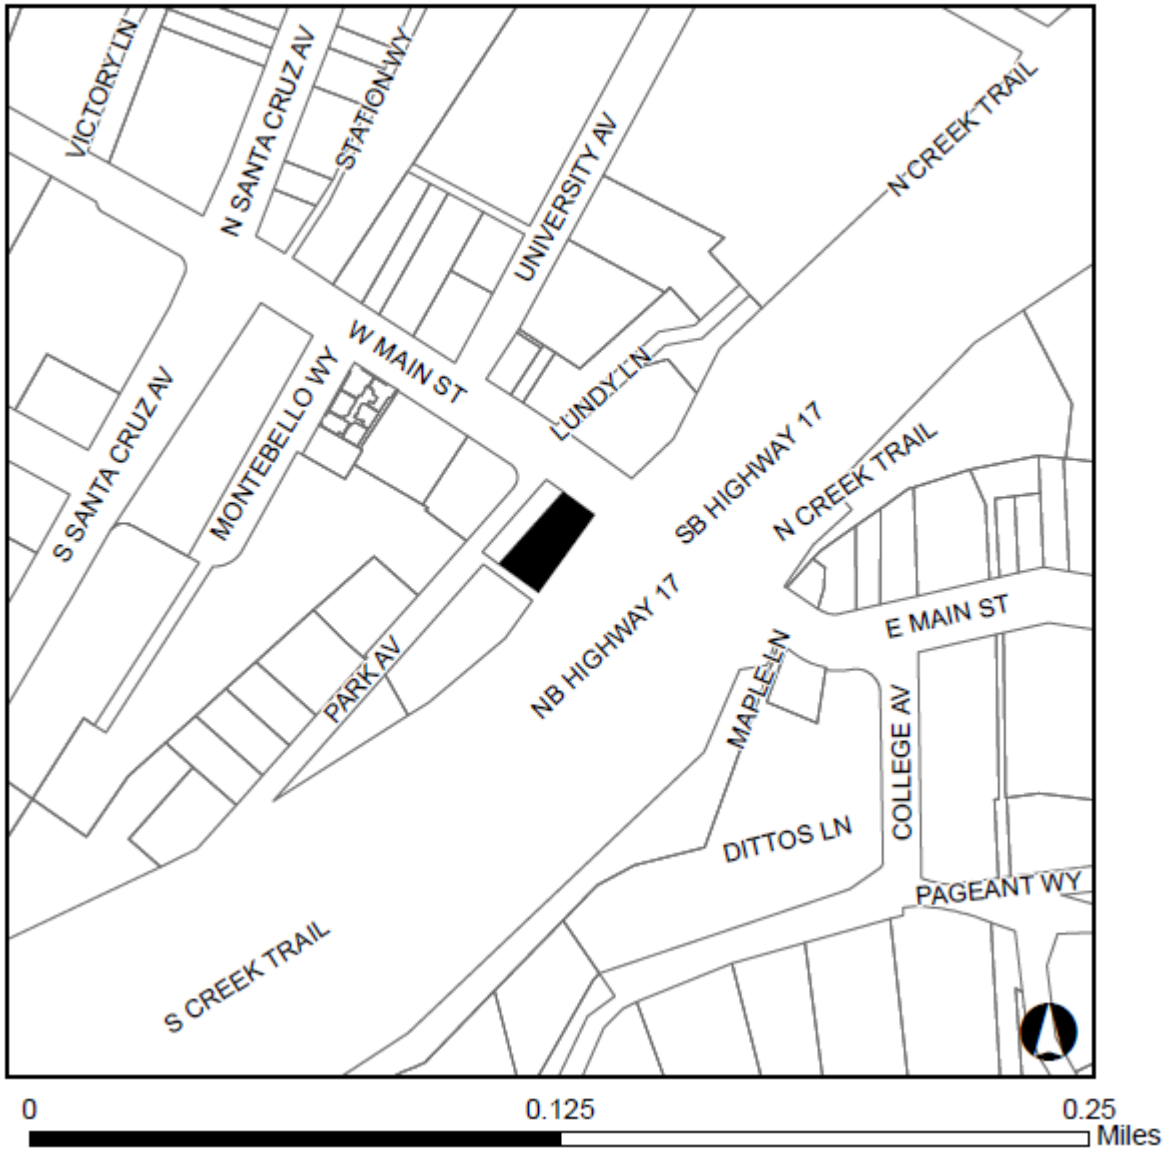 VICTORY LN
N SANTA CRUZ AV
STATION WY
UNIVERSITY AV
N CREEK TRAIL
W MAIN ST
LUNDY LN
S SANTA CRUZ AV
MONTEBELLO WY
SB HIGHWAY 17
N CREEK TRAIL
NB HIGHWAY 17
E MAIN ST
PARK AV
MAPLE LN
COLLEGE AV
DITTOS LN
PAGEANT WY
S CREEK TRAIL
0 0.125 0.25
Miles